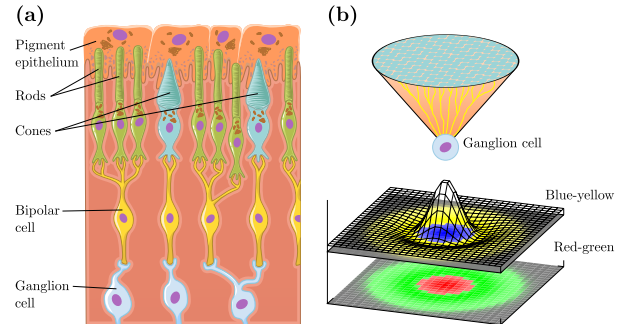 (a)
Pigment
epithelium
Rods
Cones
Bipolar
cell
Ganglion
cell
(b)
Ganglion cell
Blue-yellow
Red-green